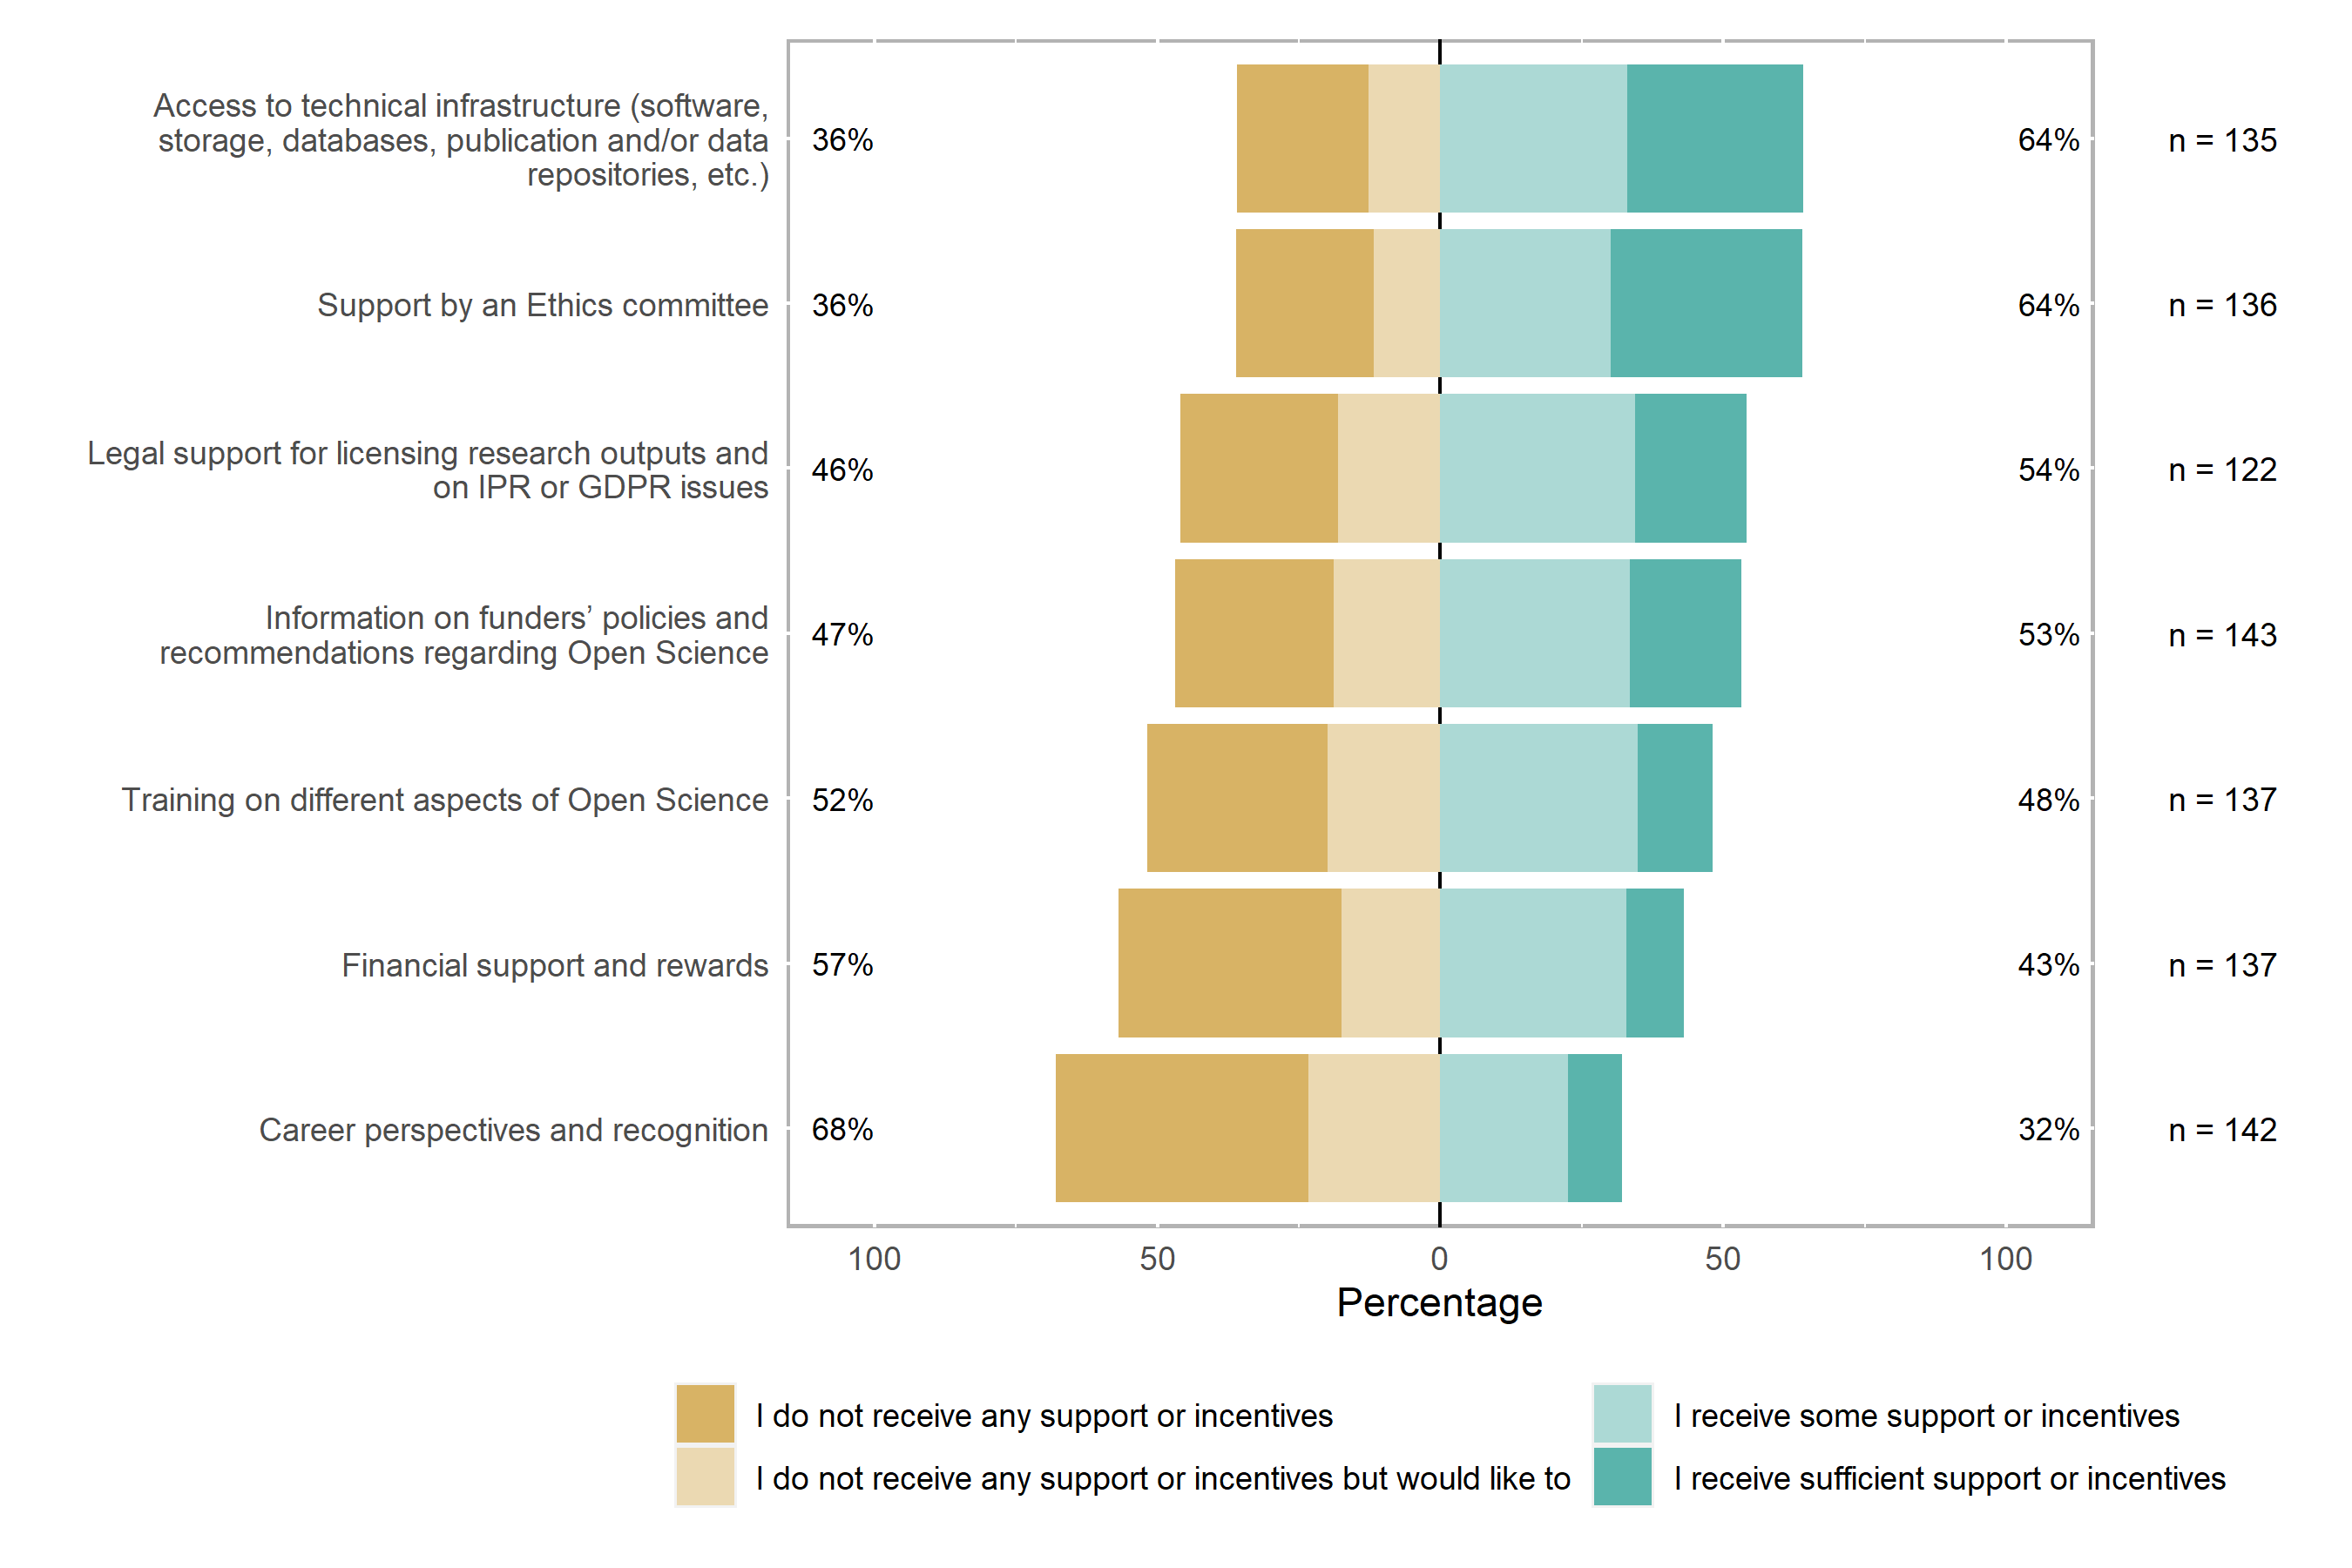 Access to technical infrastructure (software,
storage, databases, publication and/or data
repositories, etc.)
36%
64%
n = 135
Support by an Ethics committee
36%
64%
n = 136
Legal support for licensing research outputs and
on IPR or GDPR issues
46%
54%
n = 122
Information on funders’ policies and
recommendations regarding Open Science
47%
53%
n = 143
Training on different aspects of Open Science
52%
48%
n = 137
Financial support and rewards
57%
43%
n = 137
Career perspectives and recognition
68%
32%
n = 142
100 50 0 50 100
Percentage
I do not receive any support or incentives
I do not receive any support or incentives but would like to
I receive some support or incentives
I receive sufficient support or incentives